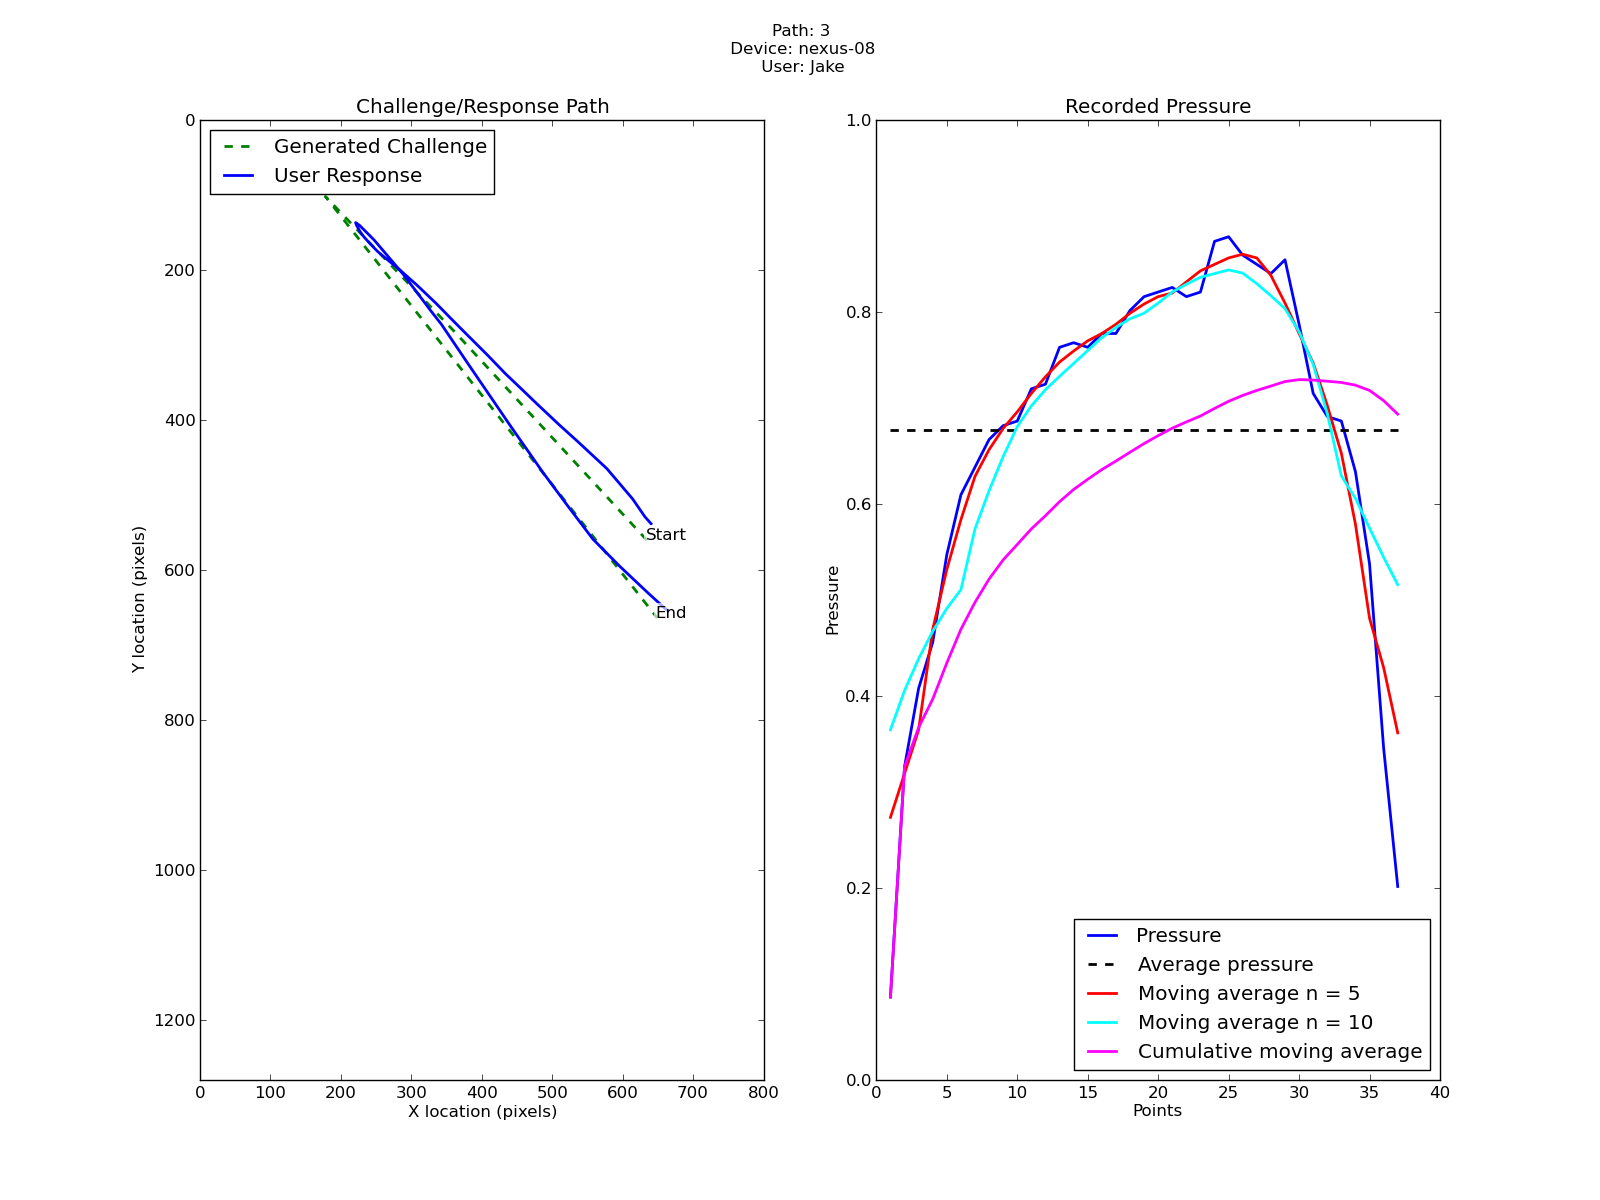 Path: 3
Device: nexus-08
User: Jake
Challenge/Response Path
0
200
400
600
800
1000
1200
Y location (pixels)
Generated Challenge
User Response
Start
End
0 100 200 300 400 500 600 700 800
X location (pixels)
Recorded Pressure
1.0
0.8
0.6
0.4
0.2
0.0
Pressure
Pressure
Average pressure
Moving average n = 5
Moving average n = 10
Cumulative moving average
0 5 10 15 20 25 30 35 40
Points